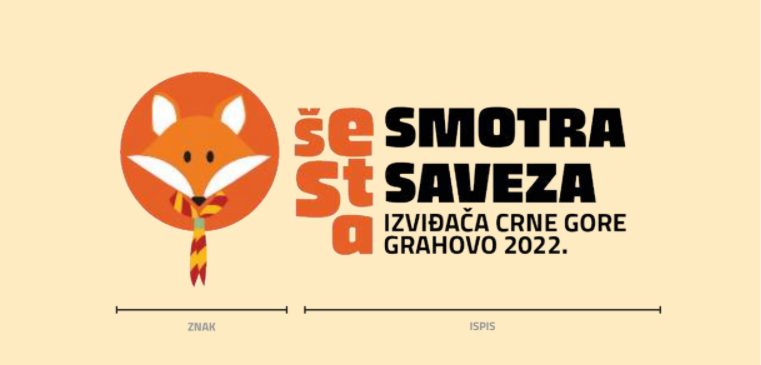 še
st
a
SMOTRA
SAVEZA
IZVIĐAČA CRNE GORE
GRAHOVO 2022.
ZNAK
ISPIS